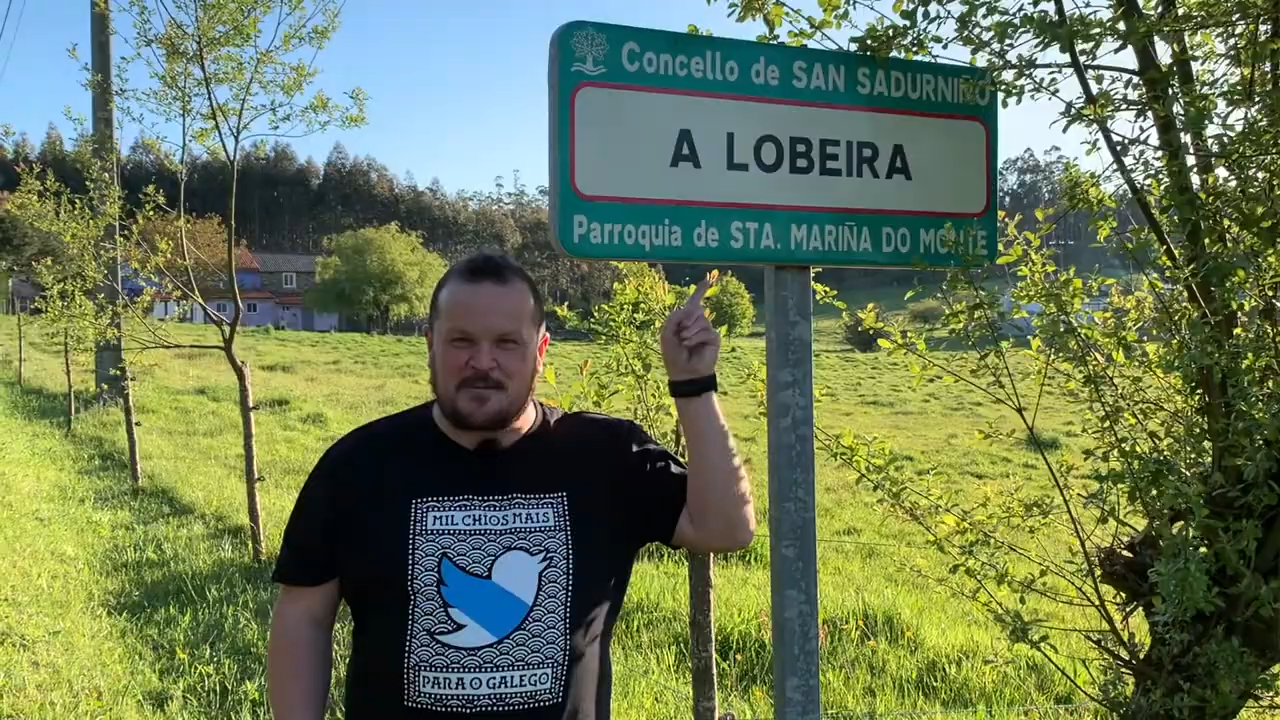 Concello de SAN SADURNIÑO
A LOBEIRA
Parroquia de STA. MARIÑA DO MONTE
MIL CHIOS MAIS
PARA O GALEGO